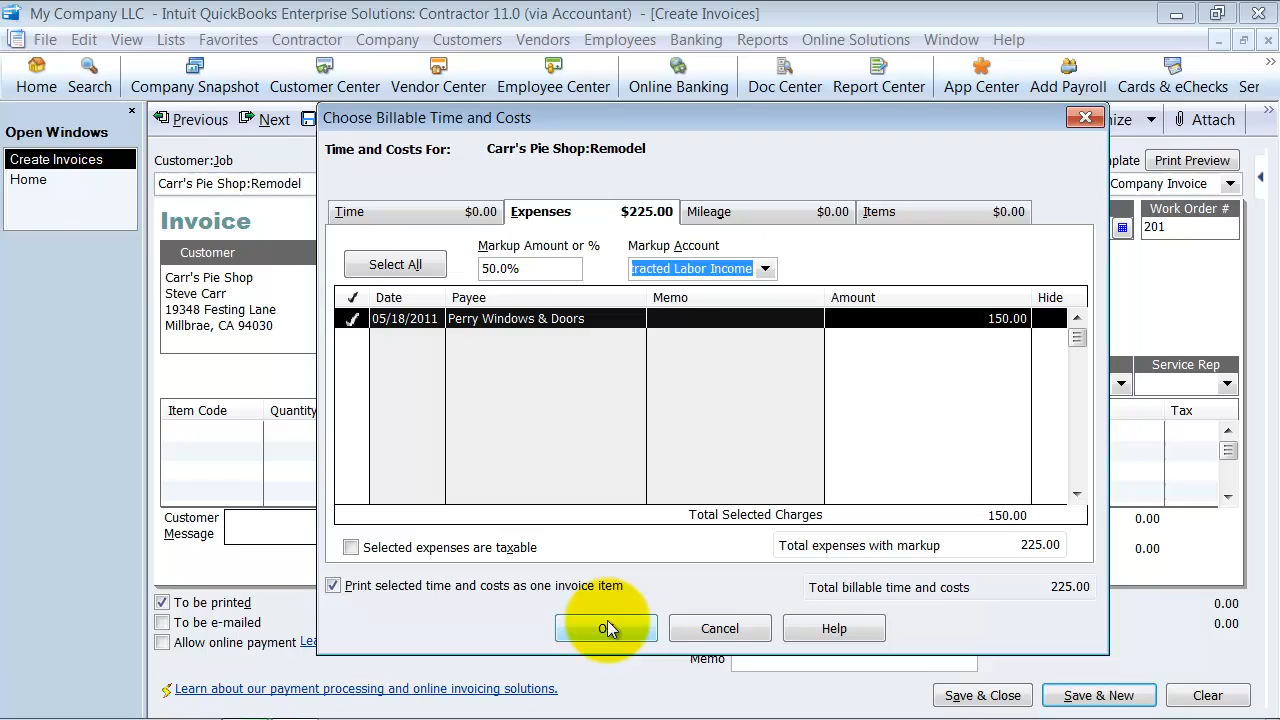 My Company LLC - Intuit QuickBooks Enterprise Solutions: Contractor 11.0 (via Accountant) - [Create Invoices]
File Edit View Lists Favorites Contractor Company Customers Vendors Employees Banking Reports Online Solutions Window Help
Home Search Company Snapshot Customer Center Vendor Center Employee Center Online Banking Doc Center Report Center App Center Add Payroll Cards & eChecks
Open Windows
Create Invoices
Home
Previous Next Attach
Customer:Job
Carr's Pie Shop:Remodel
Print Preview
Company Invoice
Invoice
Work Order #
201
Customer
Carr's Pie Shop
Steve Carr
19348 Festing Lane
Millbrae, CA 94030
Service Rep
Item Code Quantity Tax
Choose Billable Time and Costs
Time and Costs For: Carr's Pie Shop:Remodel
Time $0.00 Expenses $225.00 Mileage $0.00 Items $0.00
Markup Amount or % Markup Account
Select All 50.0% Labor Income
✓ Date Payee Memo Amount Hide
✓ 05/18/2011 Perry Windows & Doors 150.00
Total Selected Charges 150.00
Selected expenses are taxable Total expenses with markup 225.00
Print selected time and costs as one invoice item Total billable time and costs 225.00
Cancel Help
Customer
Message
0.00
0.00
To be printed 0.00
To be e-mailed 0.00
Allow online payment
Memo
Learn about our payment processing and online invoicing solutions.
Save & Close Save & New Clear